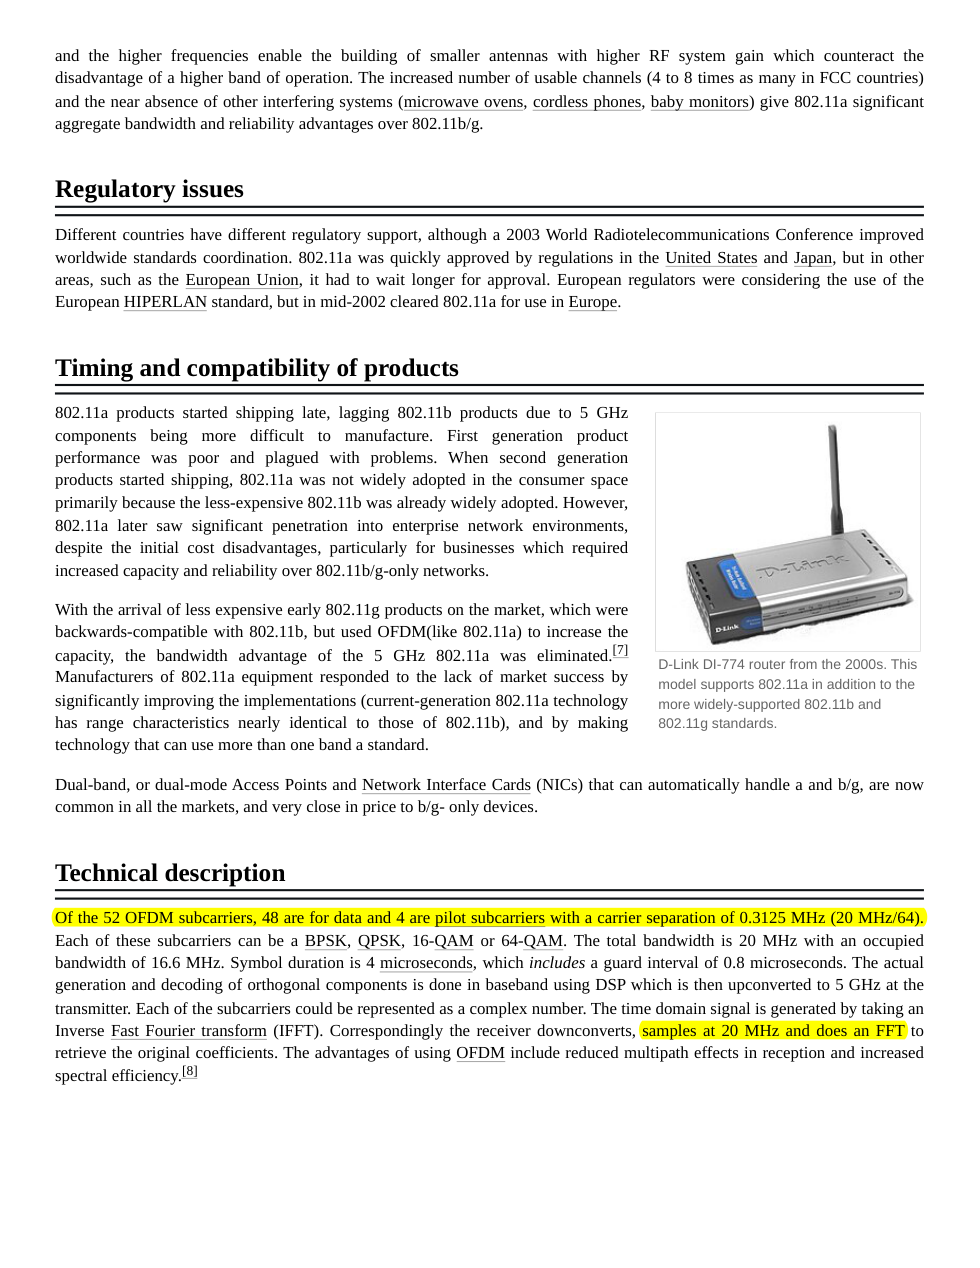 and the higher frequencies enable the building of smaller antennas with higher RF system gain which counteract the
disadvantage of a higher band of operation. The increased number of usable channels (4 to 8 times as many in FCC countries)
and the near absence of other interfering systems (microwave ovens, cordless phones, baby monitors) give 802.11a significant
aggregate bandwidth and reliability advantages over 802.11b/g.
Regulatory issues
Different countries have different regulatory support, although a 2003 World Radiotelecommunications Conference improved
worldwide standards coordination. 802.11a was quickly approved by regulations in the United States and Japan, but in other
areas, such as the European Union, it had to wait longer for approval. European regulators were considering the use of the
European HIPERLAN standard, but in mid-2002 cleared 802.11a for use in Europe.
Timing and compatibility of products
802.11a products started shipping late, lagging 802.11b products due to 5 GHz
components being more difficult to manufacture. First generation product
performance was poor and plagued with problems. When second generation
products started shipping, 802.11a was not widely adopted in the consumer space
primarily because the less-expensive 802.11b was already widely adopted. However,
802.11a later saw significant penetration into enterprise network environments,
despite the initial cost disadvantages, particularly for businesses which required
increased capacity and reliability over 802.11b/g-only networks.
With the arrival of less expensive early 802.11g products on the market, which were
backwards-compatible with 802.11b, but used OFDM(like 802.11a) to increase the
capacity, the bandwidth advantage of the 5 GHz 802.11a was eliminated.[7]
Manufacturers of 802.11a equipment responded to the lack of market success by
significantly improving the implementations (current-generation 802.11a technology
has range characteristics nearly identical to those of 802.11b), and by making
technology that can use more than one band a standard.
D-Link
D-Link
D-Link DI-774 router from the 2000s. This
model supports 802.11a in addition to the
more widely-supported 802.11b and
802.11g standards.
Dual-band, or dual-mode Access Points and Network Interface Cards (NICs) that can automatically handle a and b/g, are now
common in all the markets, and very close in price to b/g- only devices.
Technical description
Of the 52 OFDM subcarriers, 48 are for data and 4 are pilot subcarriers with a carrier separation of 0.3125 MHz (20 MHz/64).
Each of these subcarriers can be a BPSK, QPSK, 16-QAM or 64-QAM. The total bandwidth is 20 MHz with an occupied
bandwidth of 16.6 MHz. Symbol duration is 4 microseconds, which includes a guard interval of 0.8 microseconds. The actual
generation and decoding of orthogonal components is done in baseband using DSP which is then upconverted to 5 GHz at the
transmitter. Each of the subcarriers could be represented as a complex number. The time domain signal is generated by taking an
Inverse Fast Fourier transform (IFFT). Correspondingly the receiver downconverts, samples at 20 MHz and does an FFT to
retrieve the original coefficients. The advantages of using OFDM include reduced multipath effects in reception and increased
spectral efficiency.[8]